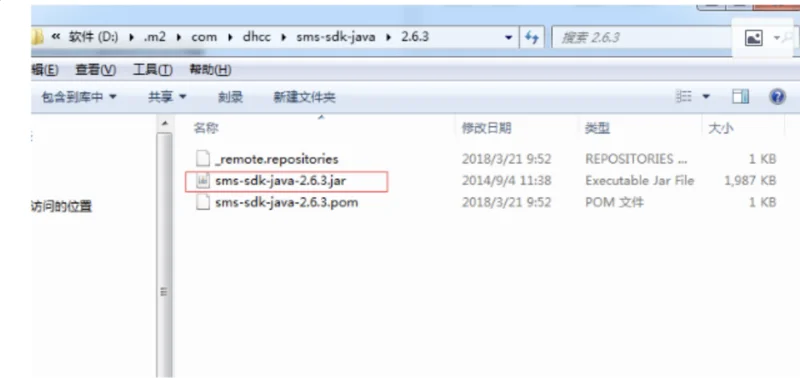 « 软件 (D:) ▸ .m2 ▸ com ▸ dhcc ▸ sms-sdk-java ▸ 2.6.3 搜索 2.6.3
辑(E) 查看(V) 工具(T) 帮助(H)
包含到库中 共享 刻录 新建文件夹
名称 修改日期 类型 大小
_remote.repositories 2018/3/21 9:52 REPOSITORIES ... 1 KB
sms-sdk-java-2.6.3.jar 2014/9/4 11:38 Executable Jar File 1,987 KB
sms-sdk-java-2.6.3.pom 2018/3/21 9:52 POM 文件 1 KB
访问的位置